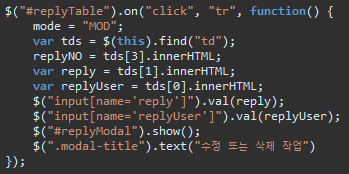 $("#replyTable").on("click", "tr", function() {
    mode = "MOD";
    var tds = $(this).find("td");
    replyNO = tds[3].innerHTML;
    var reply = tds[1].innerHTML;
    var replyUser = tds[0].innerHTML;
    $("input[name='reply']").val(reply);
    $("input[name='replyUser']").val(replyUser);
    $("#replyModal").show();
    $(".modal-title").text("수정 또는 삭제 작업")
});